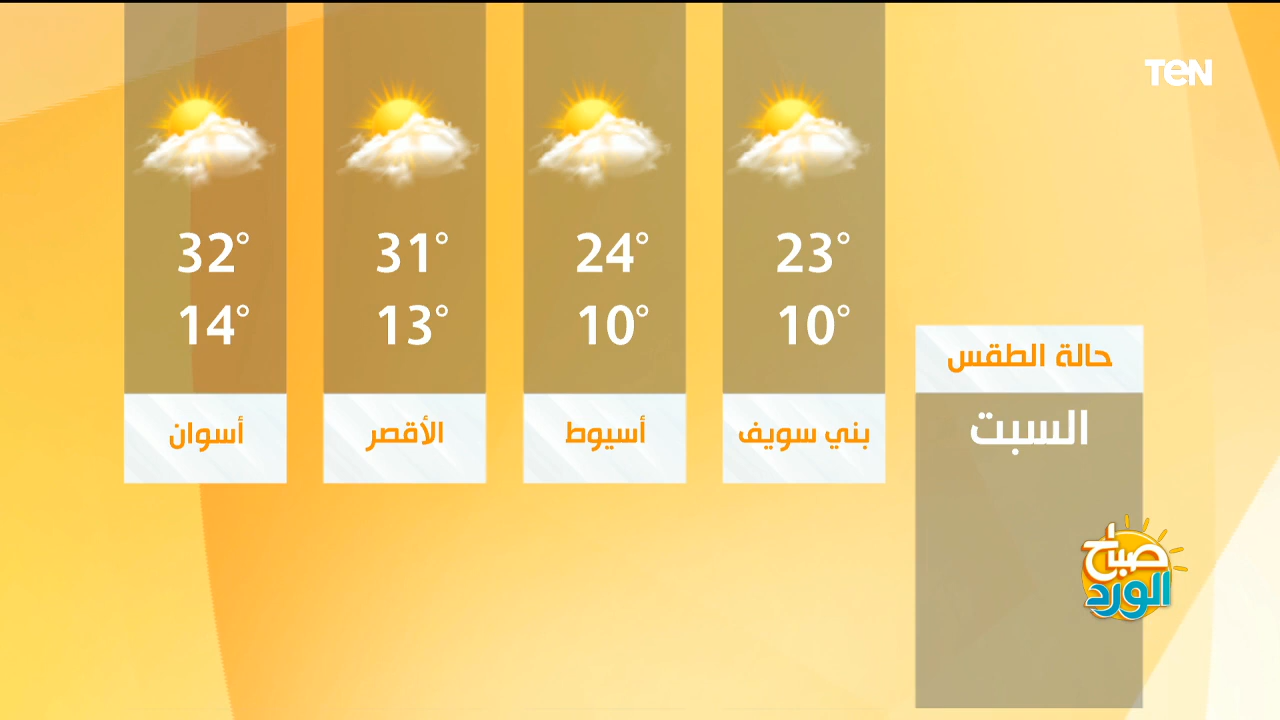 TEN
حالة الطقس
السبت
23° 24° 31° 32°
10° 10° 13° 14°
بني سويف أسيوط الأقصر أسوان
صباح
الورد